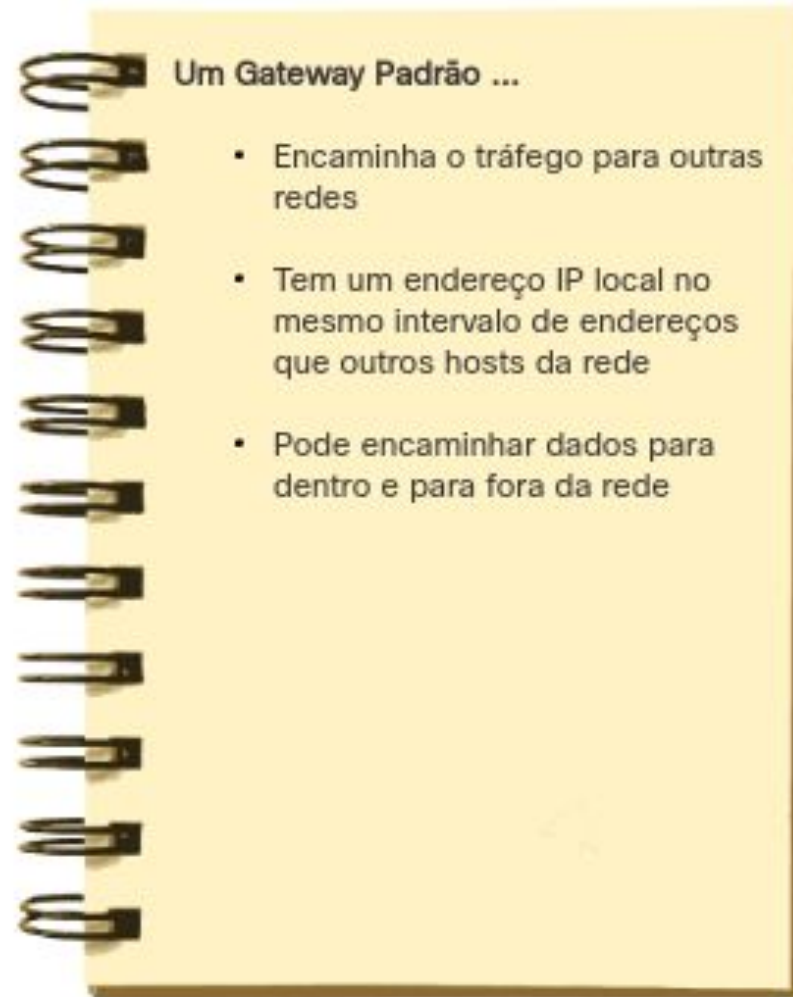 Um Gateway Padrão ...
• Encaminha o tráfego para outras
redes
• Tem um endereço IP local no
mesmo intervalo de endereços
que outros hosts da rede
• Pode encaminhar dados para
dentro e para fora da rede